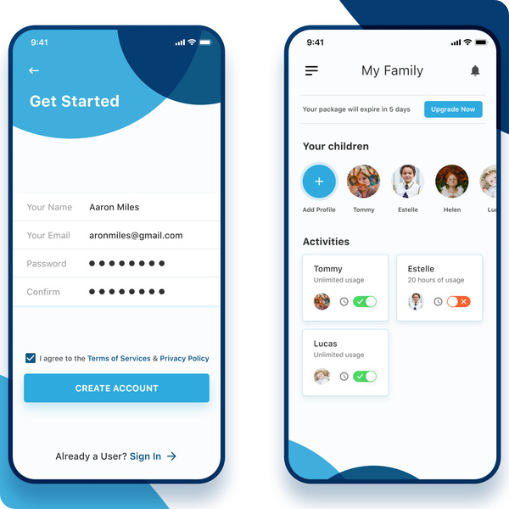 9:41
Get Started
Your Name Aaron Miles
Your Email aronmiles@gmail.com
Password
Confirm
I agree to the Terms of Services & Privacy Policy
CREATE ACCOUNT
Already a User? Sign In
9:41
My Family
Your package will expire in 5 days Upgrade Now
Your children
Add Profile Tommy Estelle Helen Luc
Activities
Tommy
Unlimited usage
Estelle
20 hours of usage
Lucas
Unlimited usage